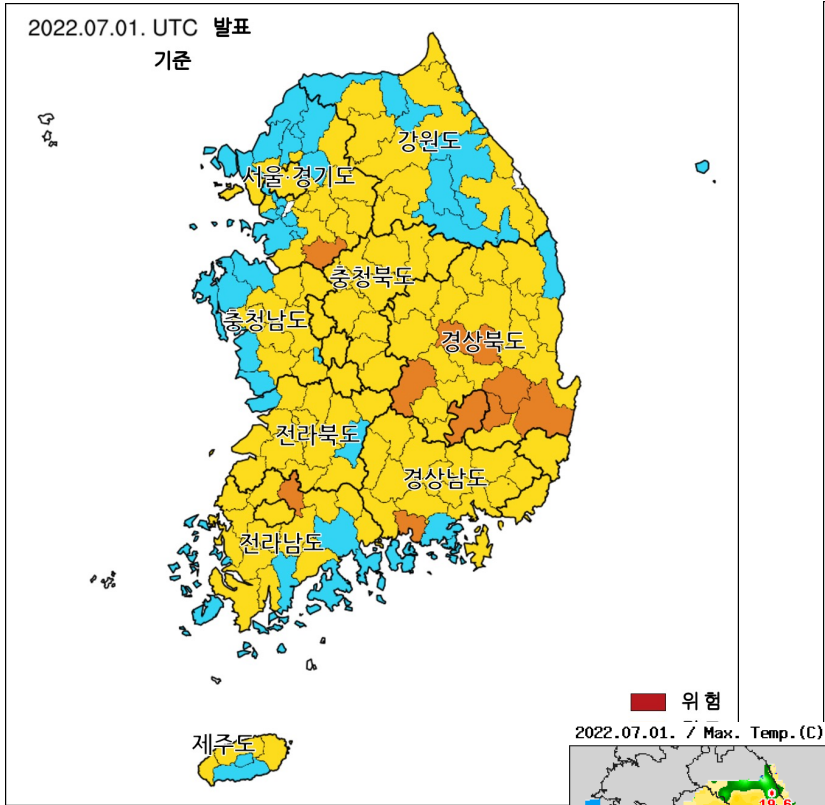 2022.07.01. UTC 발표
기준
강원도
서울·경기도
충청북도
충청남도
경상북도
전라북도
경상남도
전라남도
위험
제주도
2022.07.01. / Max. Temp.(C)
19.6